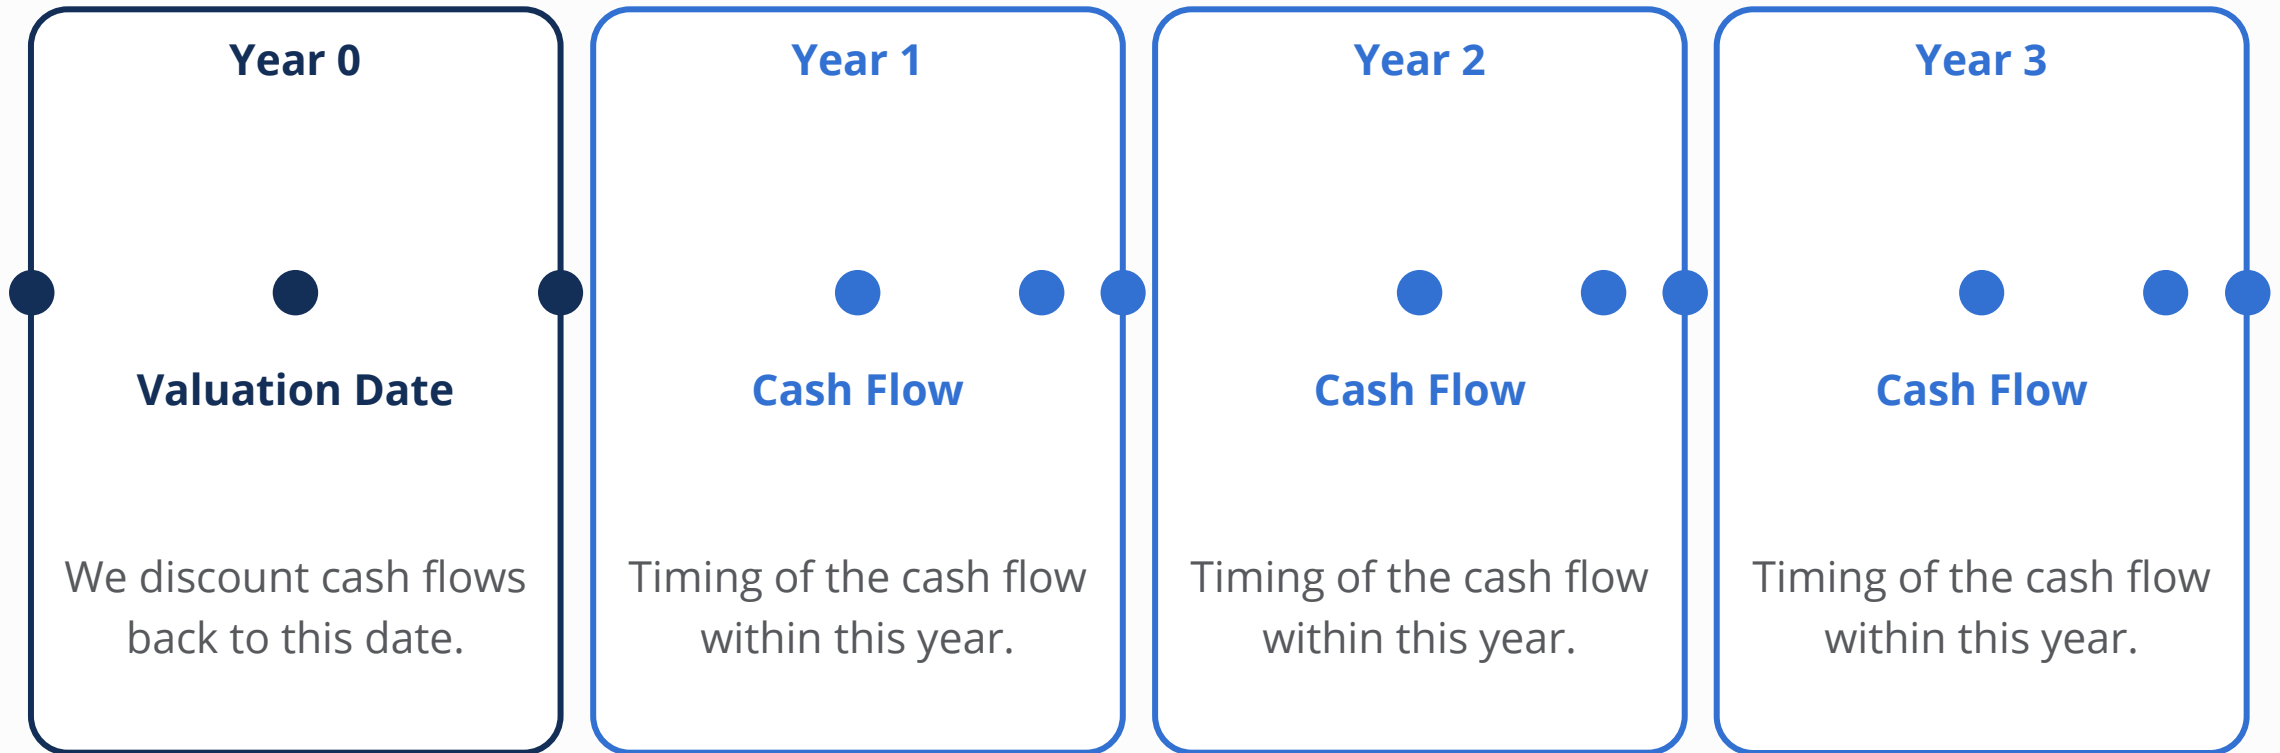 Year 0
Valuation Date
We discount cash flows
back to this date.
Year 1
Cash Flow
Timing of the cash flow
within this year.
Year 2
Cash Flow
Timing of the cash flow
within this year.
Year 3
Cash Flow
Timing of the cash flow
within this year.